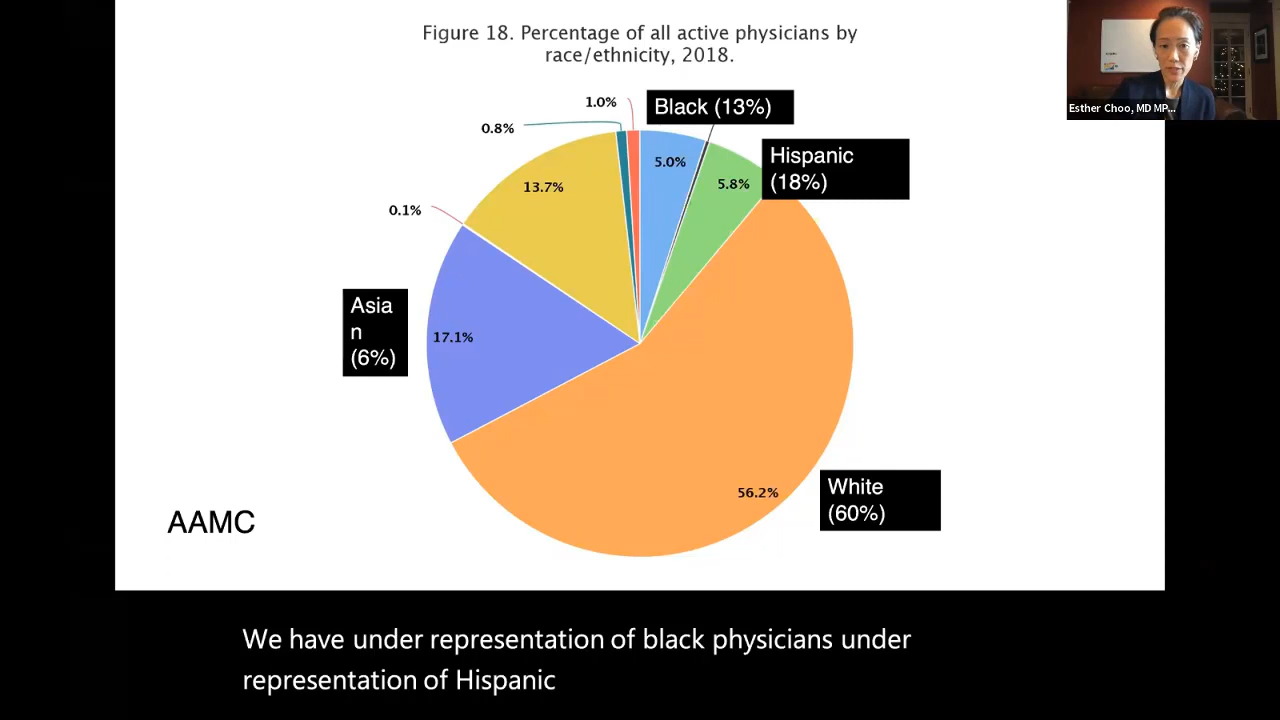 Figure 18. Percentage of all active physicians by
race/ethnicity, 2018.
Esther Choo, MD MP...
1.0%
Black (13%)
0.8%
5.0%
Hispanic
(18%)
5.8%
13.7%
0.1%
Asia
n
(6%)
17.1%
White
(60%)
56.2%
AAMC
We have under representation of black physicians under
representation of Hispanic